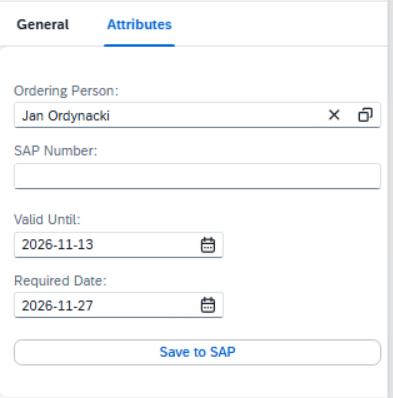 General Attributes
Ordering Person:
Jan Ordynacki
SAP Number:
Valid Until:
2026-11-13
Required Date:
2026-11-27
Save to SAP